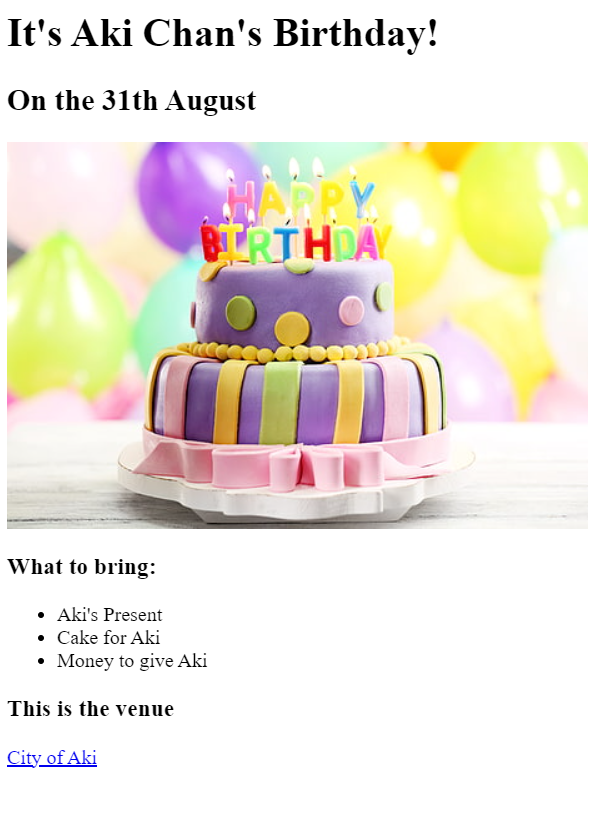 It's Aki Chan's Birthday!
On the 31th August
HAPPY
BIRTHDAY
What to bring:
Aki's Present
Cake for Aki
Money to give Aki
This is the venue
City of Aki